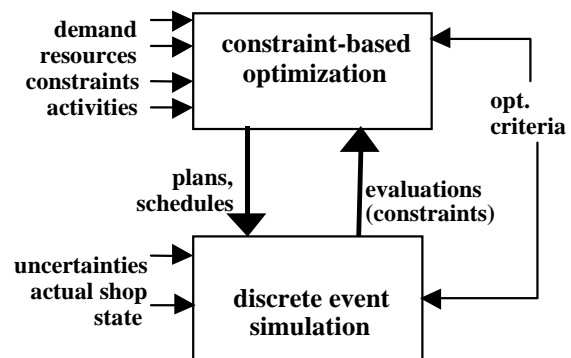 demand
resources
constraints
activities
constraint-based
optimization
opt.
criteria
plans,
schedules
evaluations
(constraints)
uncertainties
actual shop
state
discrete event
simulation